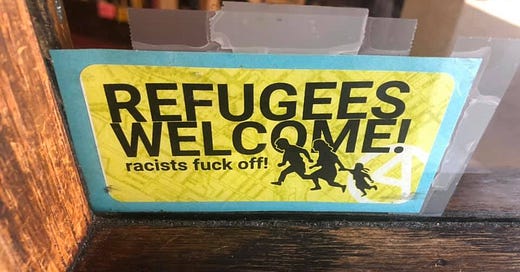 REFUGEES
WELCOME!
racists fuck off!